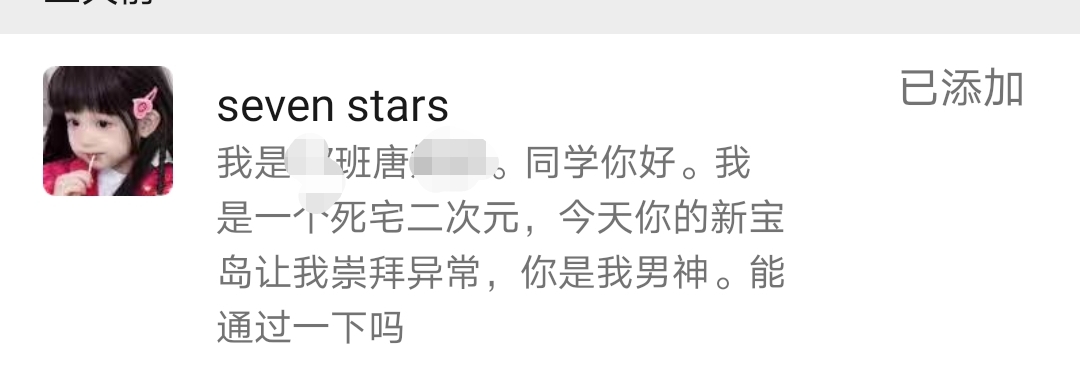 seven stars
已添加
我是班唐。同学你好。我
是一个死宅二次元，今天你的新宝
岛让我崇拜异常，你是我男神。能
通过一下吗